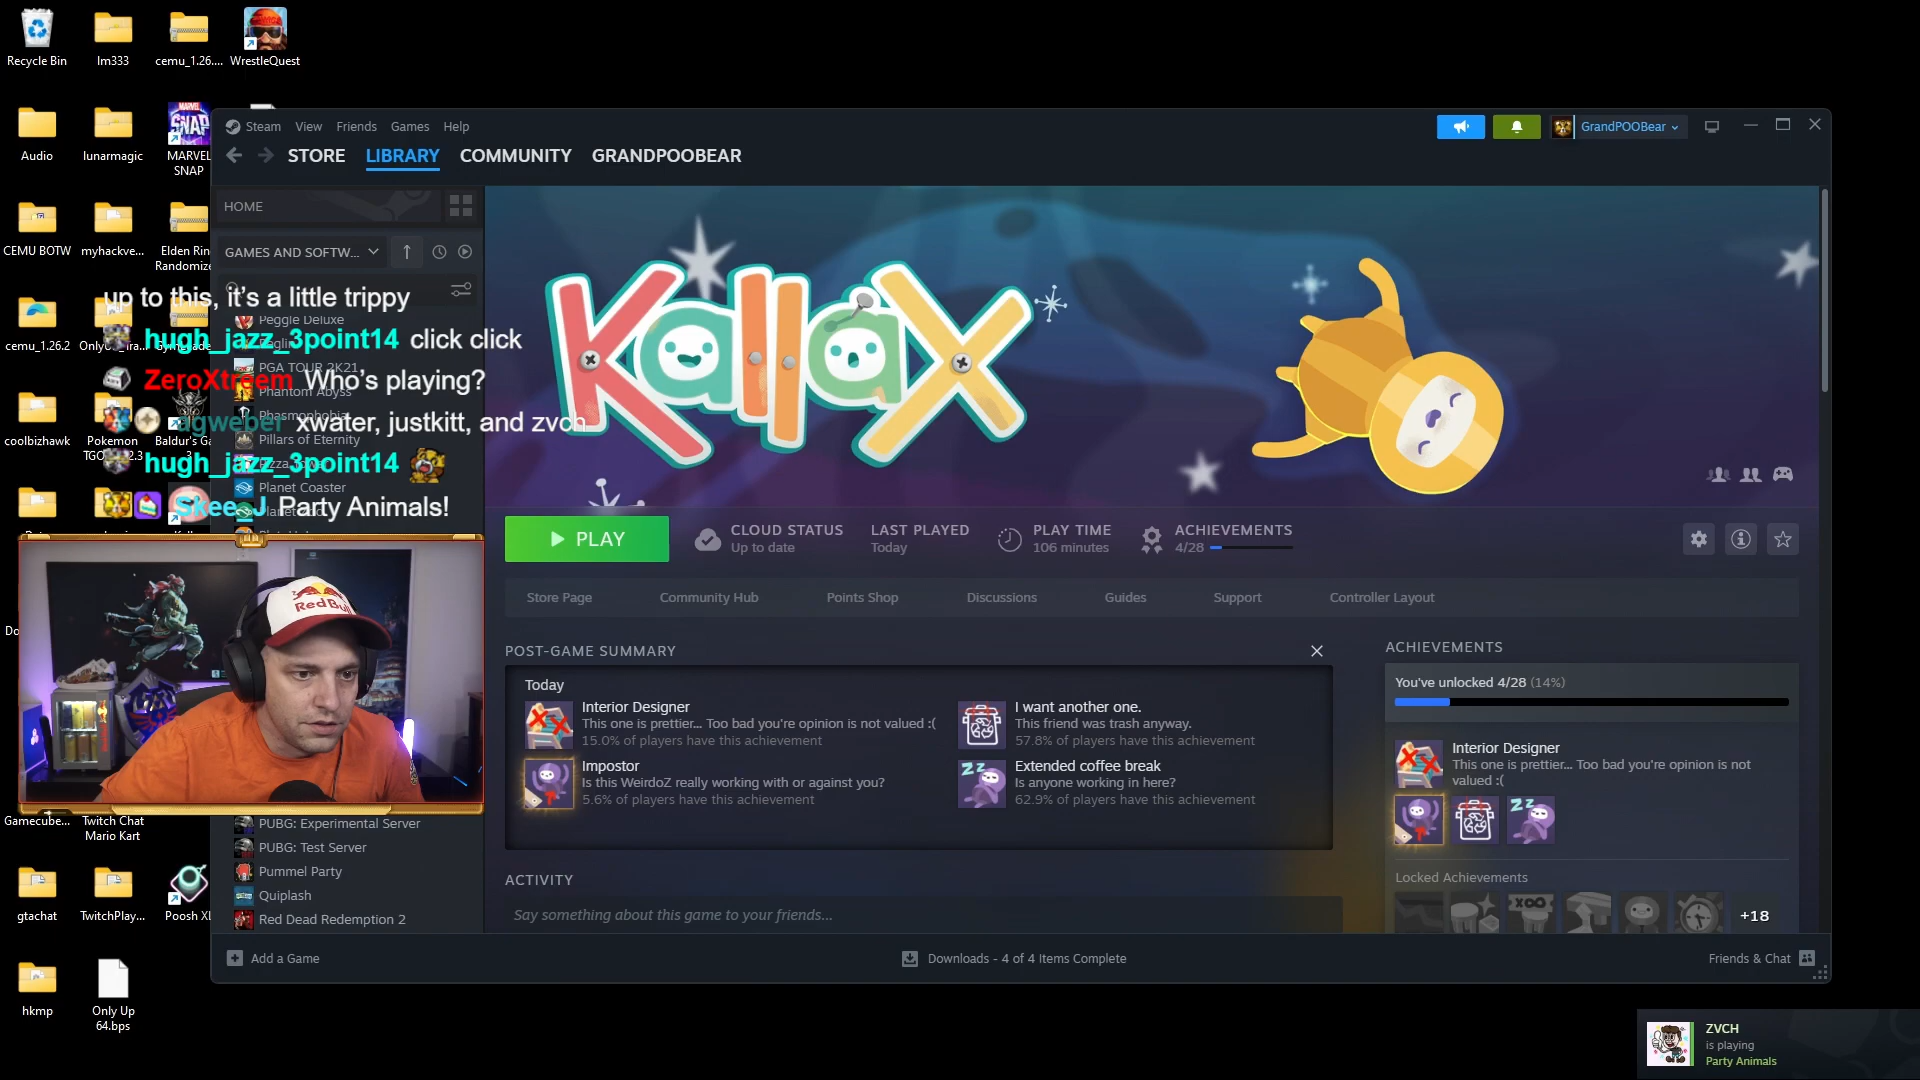 Recycle Bin
lm333
cemu_1.26....
WrestleQuest
Audio
lunarmagic
MARVEL
SNAP
CEMU BOTW
myhackve...
Elden Rin
Randomize
cemu_1.26.2
coolbizhawk
Pokemon
Baldur's Ga
3
Gamecube...
Twitch Chat
Mario Kart
gtachat
TwitchPlay...
Poosh XL
hkmp
Only Up
64.bps
Steam
View
Friends
Games
Help
GrandPOOBear
STORE
LIBRARY
COMMUNITY
GRANDPOOBEAR
HOME
GAMES AND SOFTW...
up to this, it's a little trippy
Peggle Deluxe
hugh_jazz_3point14 click click
PGA TOUR 2K21
ZeroXtreem Who's playing?
Phantom Abyss
Phasmophobia
agweber xwater, justkitt, and zvch
Pillars of Eternity
hugh_jazz_3point14
Planet Coaster
Skee_J Party Animals!
PUBG: Experimental Server
PUBG: Test Server
Pummel Party
Quiplash
Red Dead Redemption 2
Kallax
PLAY
CLOUD STATUS
Up to date
LAST PLAYED
Today
PLAY TIME
106 minutes
ACHIEVEMENTS
4/28
Store Page
Community Hub
Points Shop
Discussions
Guides
Support
Controller Layout
POST-GAME SUMMARY
Today
Interior Designer
This one is prettier... Too bad you're opinion is not valued :(
15.0% of players have this achievement
I want another one.
This friend was trash anyway.
57.8% of players have this achievement
Impostor
Is this WeirdoZ really working with or against you?
5.6% of players have this achievement
Extended coffee break
Is anyone working in here?
62.9% of players have this achievement
ACTIVITY
Say something about this game to your friends...
ACHIEVEMENTS
You've unlocked 4/28 (14%)
Interior Designer
This one is prettier... Too bad you're opinion is not
valued :(
Locked Achievements
+18
Red Bull
Add a Game
Downloads - 4 of 4 Items Complete
Friends & Chat
ZVCH
is playing
Party Animals